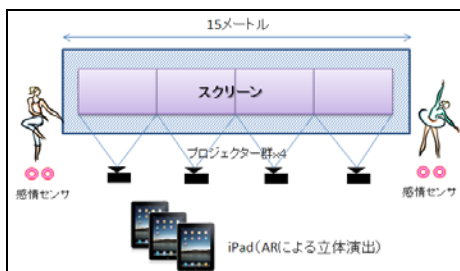 15メートル
スクリーン
プロジェクター群x4
感情センサ
感情センサ
iPad(ARによる立体演出)